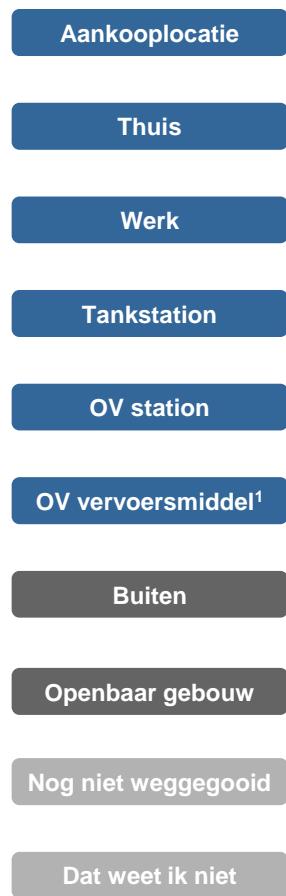 Aankooplocatie
Thuis
Werk
Tankstation
OV station
OV vervoersmiddel¹
Buiten
Openbaar gebouw
Nog niet weggegooid
Dat weet ik niet